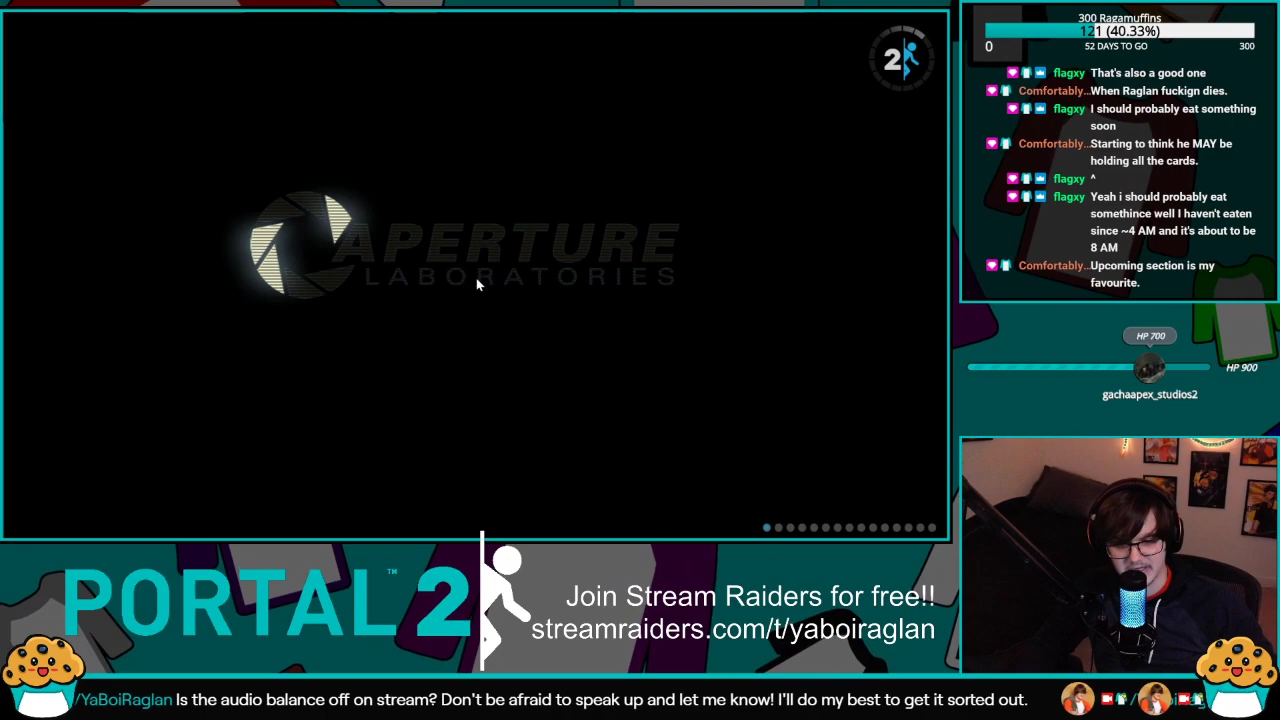 300 Ragamuffins
121 (40.33%)
0
52 DAYS TO GO
300
flagxy That's also a good one
Comfortably... When Raglan fuckign dies.
flagxy I should probably eat something
soon
Comfortably... Starting to think he MAY be
holding all the cards.
flagxy ^
flagxy Yeah i should probably eat
somethince well I haven't eaten
since ~4 AM and it's about to be
8 AM
Comfortably... Upcoming section is my
favourite.
2
APERTURE
LABORATORIES
HP 700
HP 900
gachaapex_studios2
PORTAL™ 2
Join Stream Raiders for free!!
streamraiders.com/t/yaboiraglan
/YaBoiRaglan Is the audio balance off on stream? Don't be afraid to speak up and let me know! I'll do my best to get it sorted out.